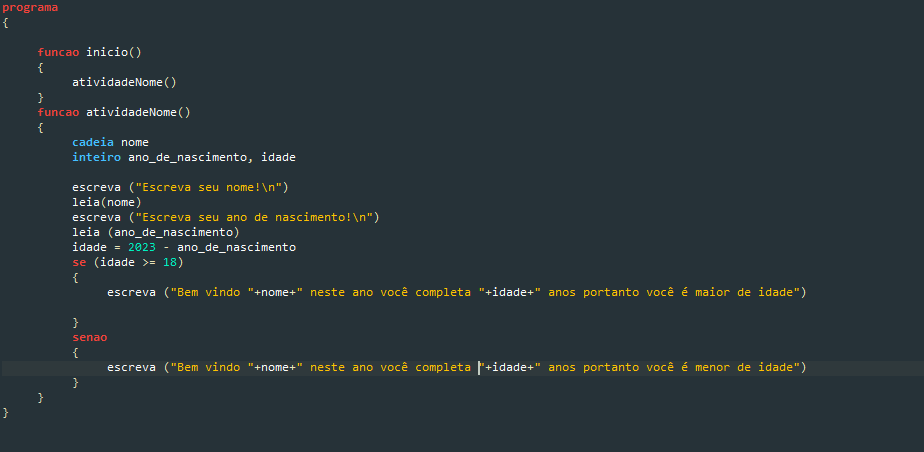 programa
{
funcao inicio()
{
atividadeNome()
}
funcao atividadeNome()
{
cadeia nome
inteiro ano_de_nascimento, idade
escreva ("Escreva seu nome!\n")
leia(nome)
escreva ("Escreva seu ano de nascimento!\n")
leia (ano_de_nascimento)
idade = 2023 - ano_de_nascimento
se (idade >= 18)
{
escreva ("Bem vindo "+nome+" neste ano você completa "+idade+" anos portanto você é maior de idade")
}
senao
{
escreva ("Bem vindo "+nome+" neste ano você completa "+idade+" anos portanto você é menor de idade")
}
}
}